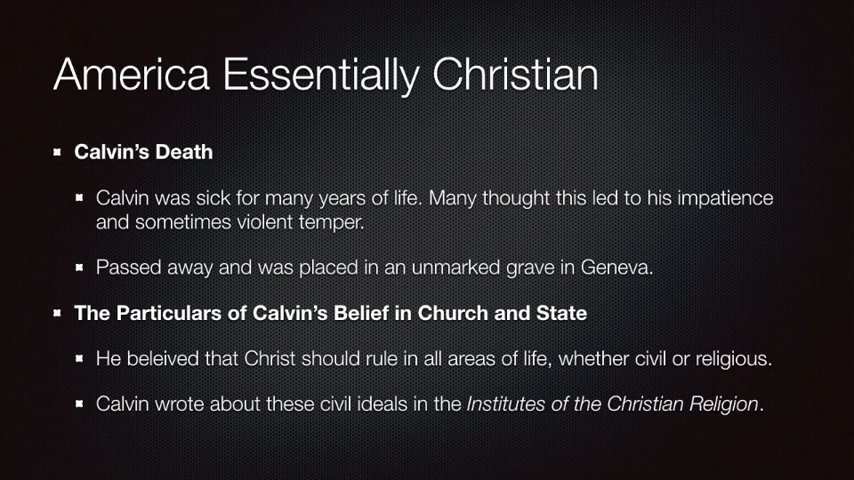 America Essentially Christian
Calvin's Death
Calvin was sick for many years of life. Many thought this led to his impatience
and sometimes violent temper.
Passed away and was placed in an unmarked grave in Geneva.
The Particulars of Calvin's Belief in Church and State
He beleived that Christ should rule in all areas of life, whether civil or religious.
Calvin wrote about these civil ideals in the Institutes of the Christian Religion.